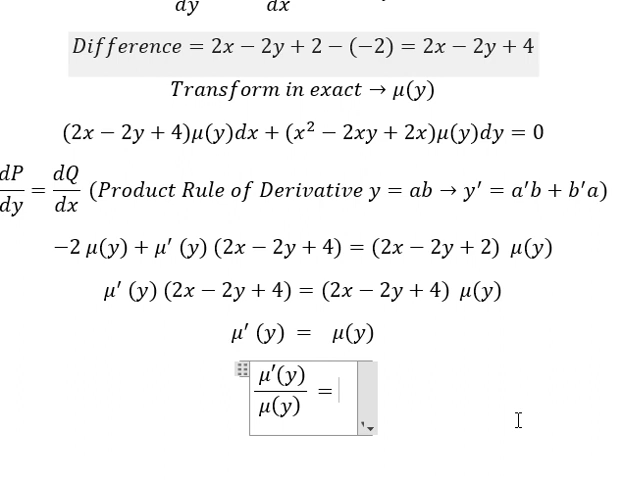 dy dx
Difference = 2x − 2y + 2 − (−2) = 2x − 2y + 4
Transform in exact → μ(y)
(2x − 2y + 4)μ(y)dx + (x² − 2xy + 2x)μ(y)dy = 0
dP/dy = dQ/dx (Product Rule of Derivative y = ab → y′ = a′b + b′a)
−2 μ(y) + μ′ (y) (2x − 2y + 4) = (2x − 2y + 2) μ(y)
μ′ (y) (2x − 2y + 4) = (2x − 2y + 4) μ(y)
μ′ (y) = μ(y)
μ′(y)/μ(y) =